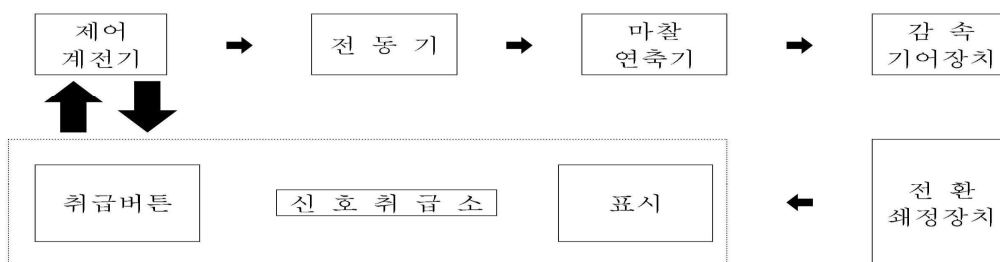 제어
계전기
전 동 기
마찰
연축기
감 속
기어장치
취급버튼
신 호 취 급 소
표시
전 환
쇄정장치